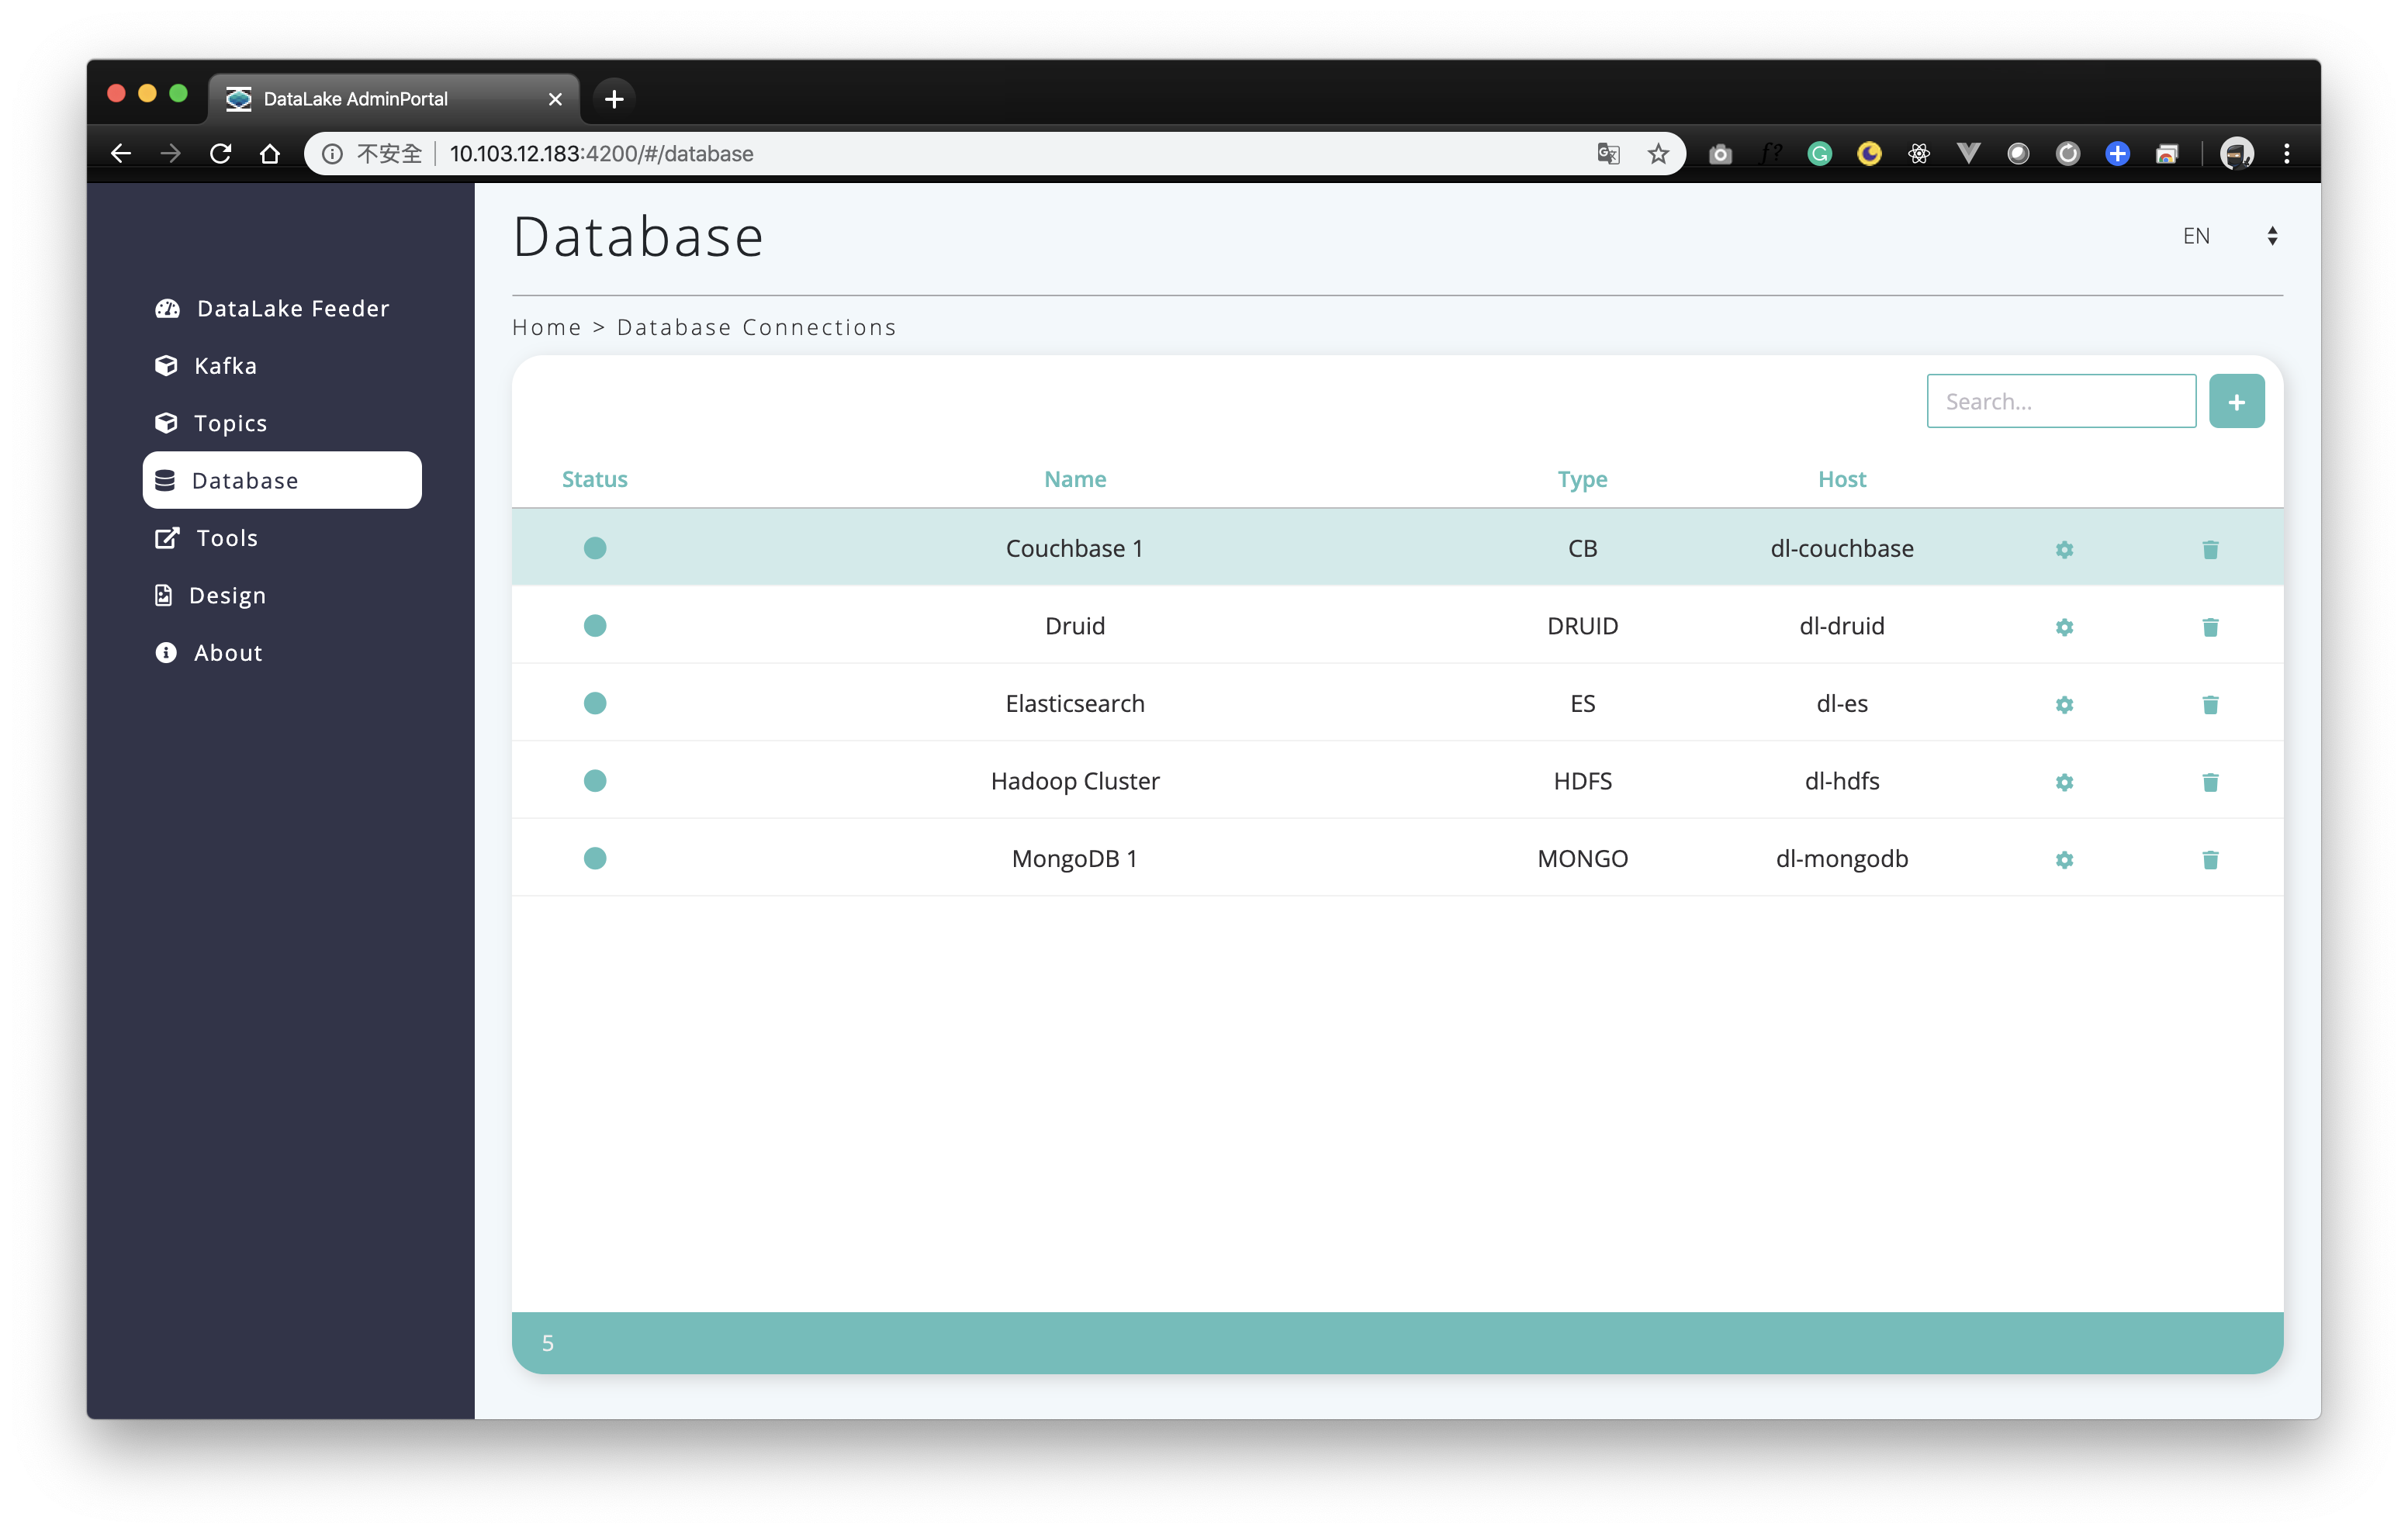 DataLake AdminPortal
不安全 10.103.12.183:4200/#/database
Database
EN
DataLake Feeder
Kafka
Topics
Database
Tools
Design
About
Home > Database Connections
Search...
Status Name Type Host
Couchbase 1 CB dl-couchbase
Druid DRUID dl-druid
Elasticsearch ES dl-es
Hadoop Cluster HDFS dl-hdfs
MongoDB 1 MONGO dl-mongodb
5